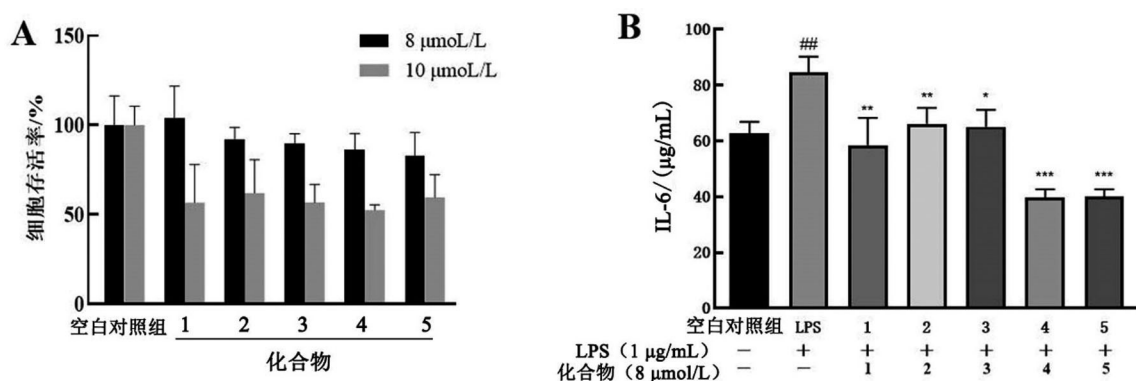 A
150
100
50
0
细胞存活率/%
8 μmoL/L
10 μmoL/L
空白对照组 1 2 3 4 5
化合物
B
100
80
60
40
20
0
IL-6/(μg/mL)
##
** ** * *** ***
空白对照组 LPS 1 2 3 4 5
LPS（1 μg/mL） − + + + + + +
化合物（8 μmol/L） − − 1 2 3 4 5